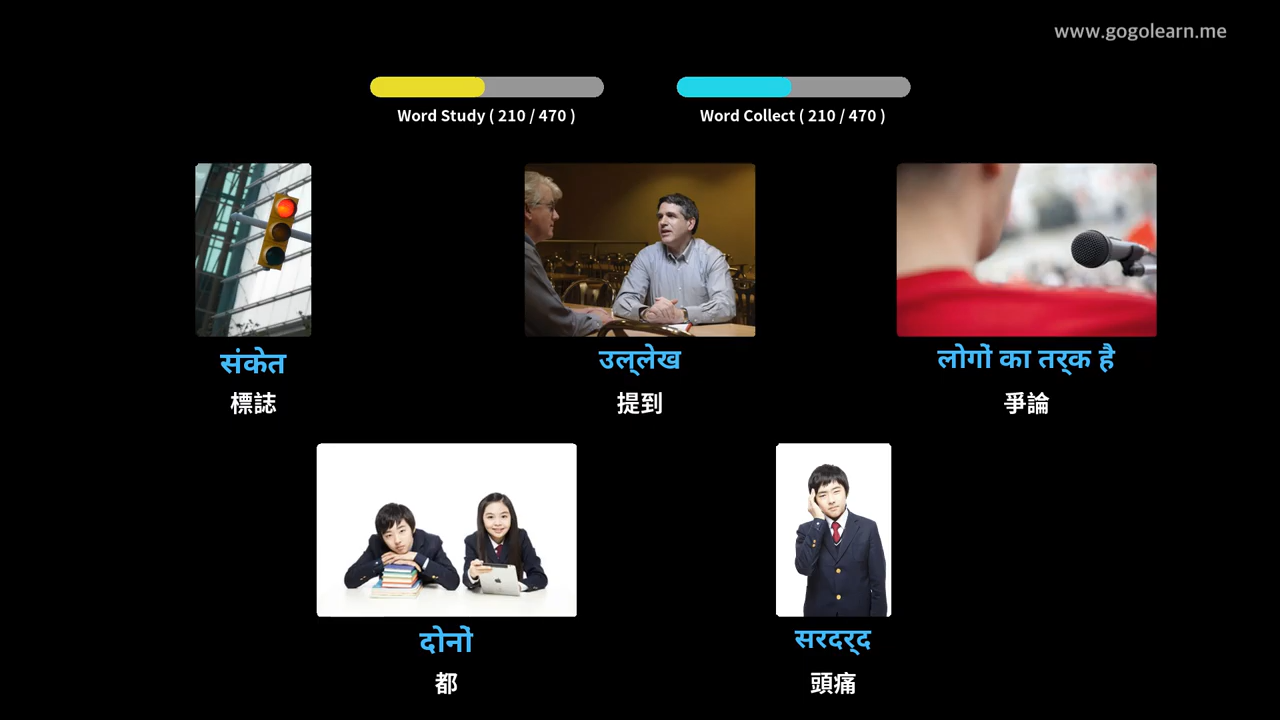 www.gogolearn.me
Word Study ( 210 / 470 )
Word Collect ( 210 / 470 )
संकेत
उल्‌लेख
लोगों का तर्‌क है
標誌
提到
爭論
दोनों
सरदर्‌द
都
頭痛